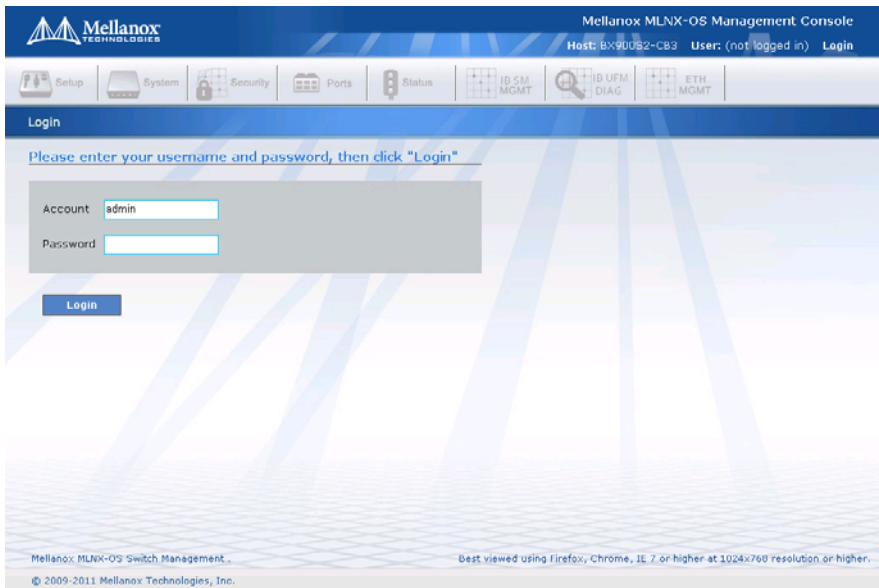 Mellanox
TECHNOLOGIES
Mellanox MLNX-OS Management Console
Host: BX900S2-CB3 User: (not logged in) Login
Setup
System
Security
Ports
Status
IB SM
MGMT
IB UFM
DIAG
ETH
MGMT
Login
Please enter your username and password, then click "Login"
Account admin
Password
Login
Mellanox MLNX-OS Switch Management .
Best viewed using Firefox, Chrome, IE 7 or higher at 1024x768 resolution or higher.
© 2009-2011 Mellanox Technologies, Inc.